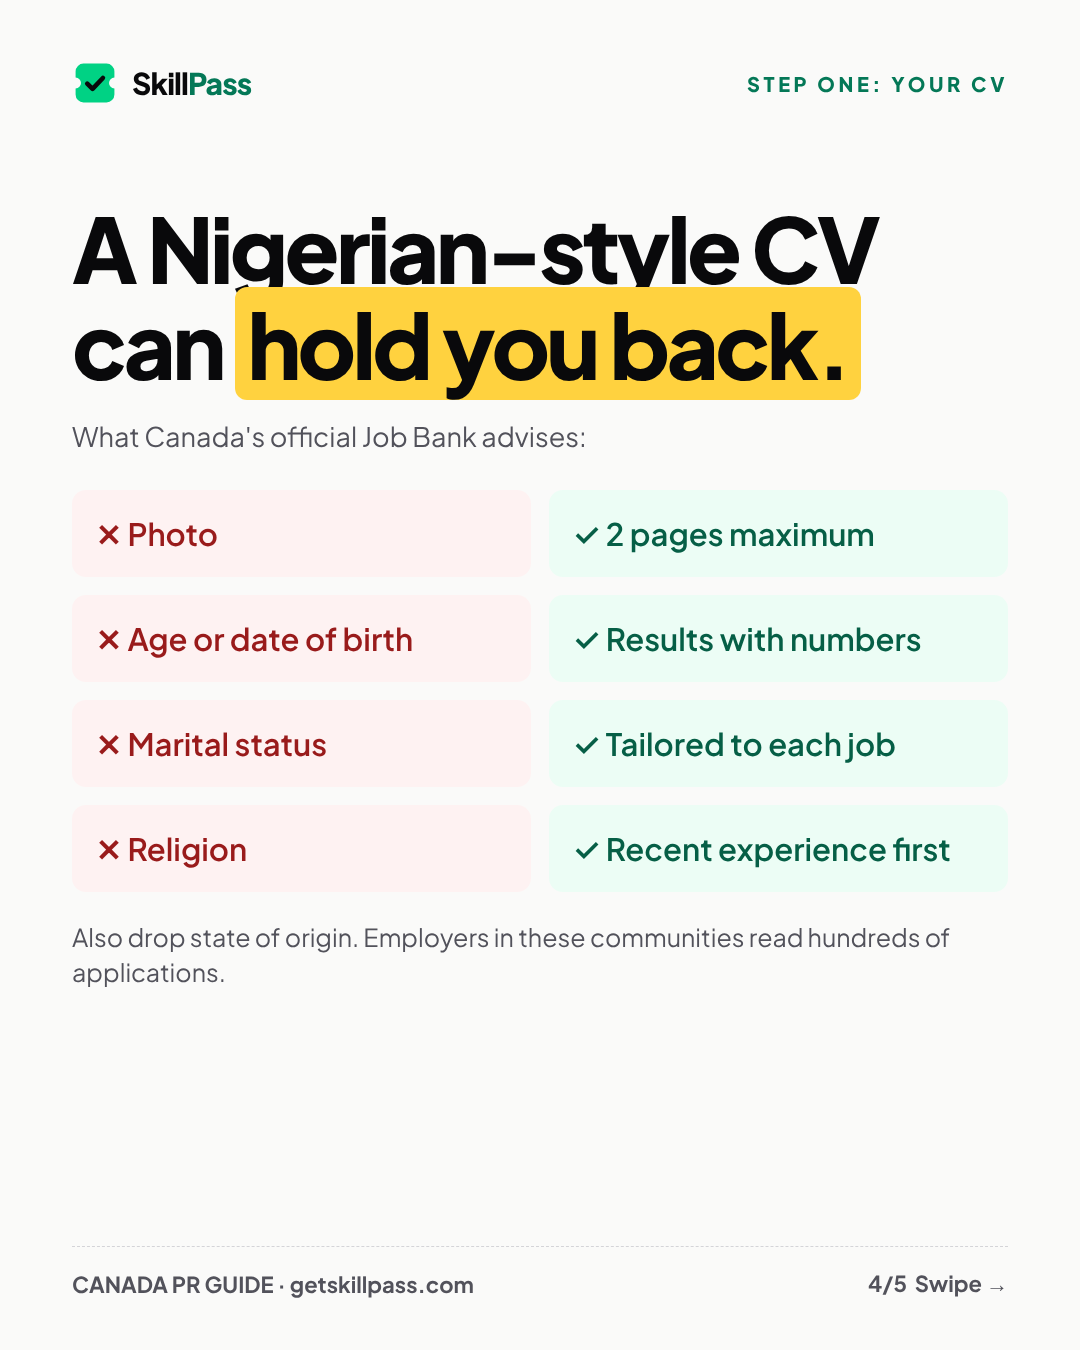 SkillPass
STEP ONE: YOUR CV
A Nigerian-style CV
can hold you back.
What Canada's official Job Bank advises:
✕ Photo
✓ 2 pages maximum
✕ Age or date of birth
✓ Results with numbers
✕ Marital status
✓ Tailored to each job
✕ Religion
✓ Recent experience first
Also drop state of origin. Employers in these communities read hundreds of
applications.
CANADA PR GUIDE · getskillpass.com
4/5 Swipe →